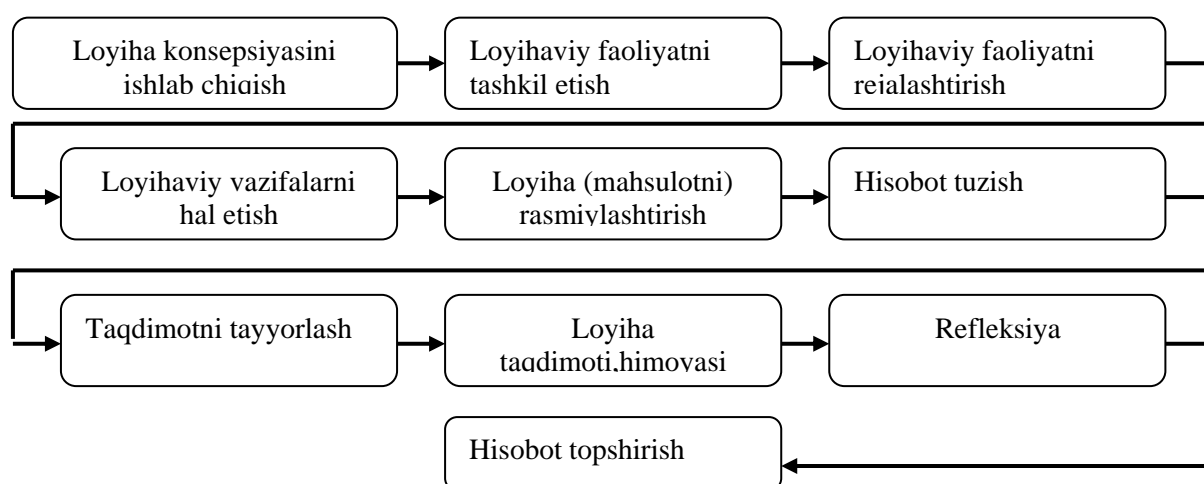 Loyiha konsepsiyasini
ishlab chiqish
Loyihaviy faoliyatni
tashkil etish
Loyihaviy faoliyatni
rejalashtirish
Loyihaviy vazifalarni
hal etish
Loyiha (mahsulotni)
rasmiylashtirish
Hisobot tuzish
Taqdimotni tayyorlash
Loyiha
taqdimoti,himoyasi
Refleksiya
Hisobot topshirish